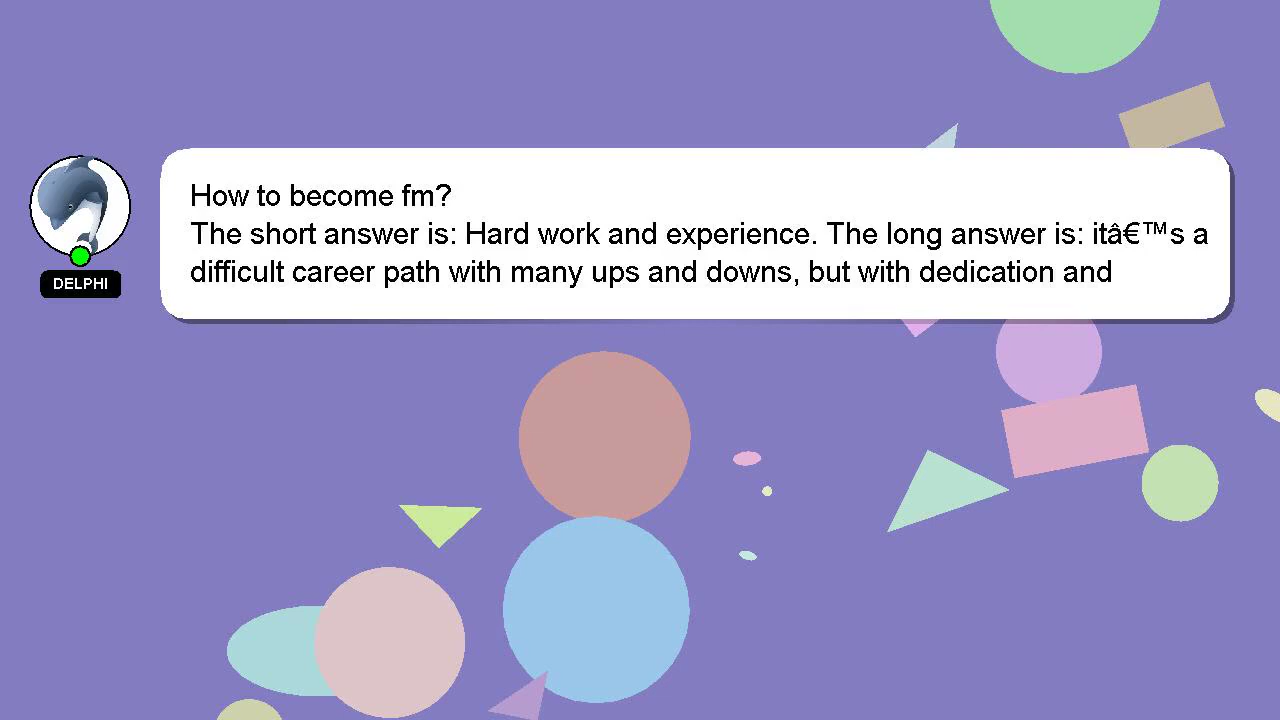 How to become fm?
The short answer is: Hard work and experience. The long answer is: itâ€™s a
difficult career path with many ups and downs, but with dedication and
DELPHI